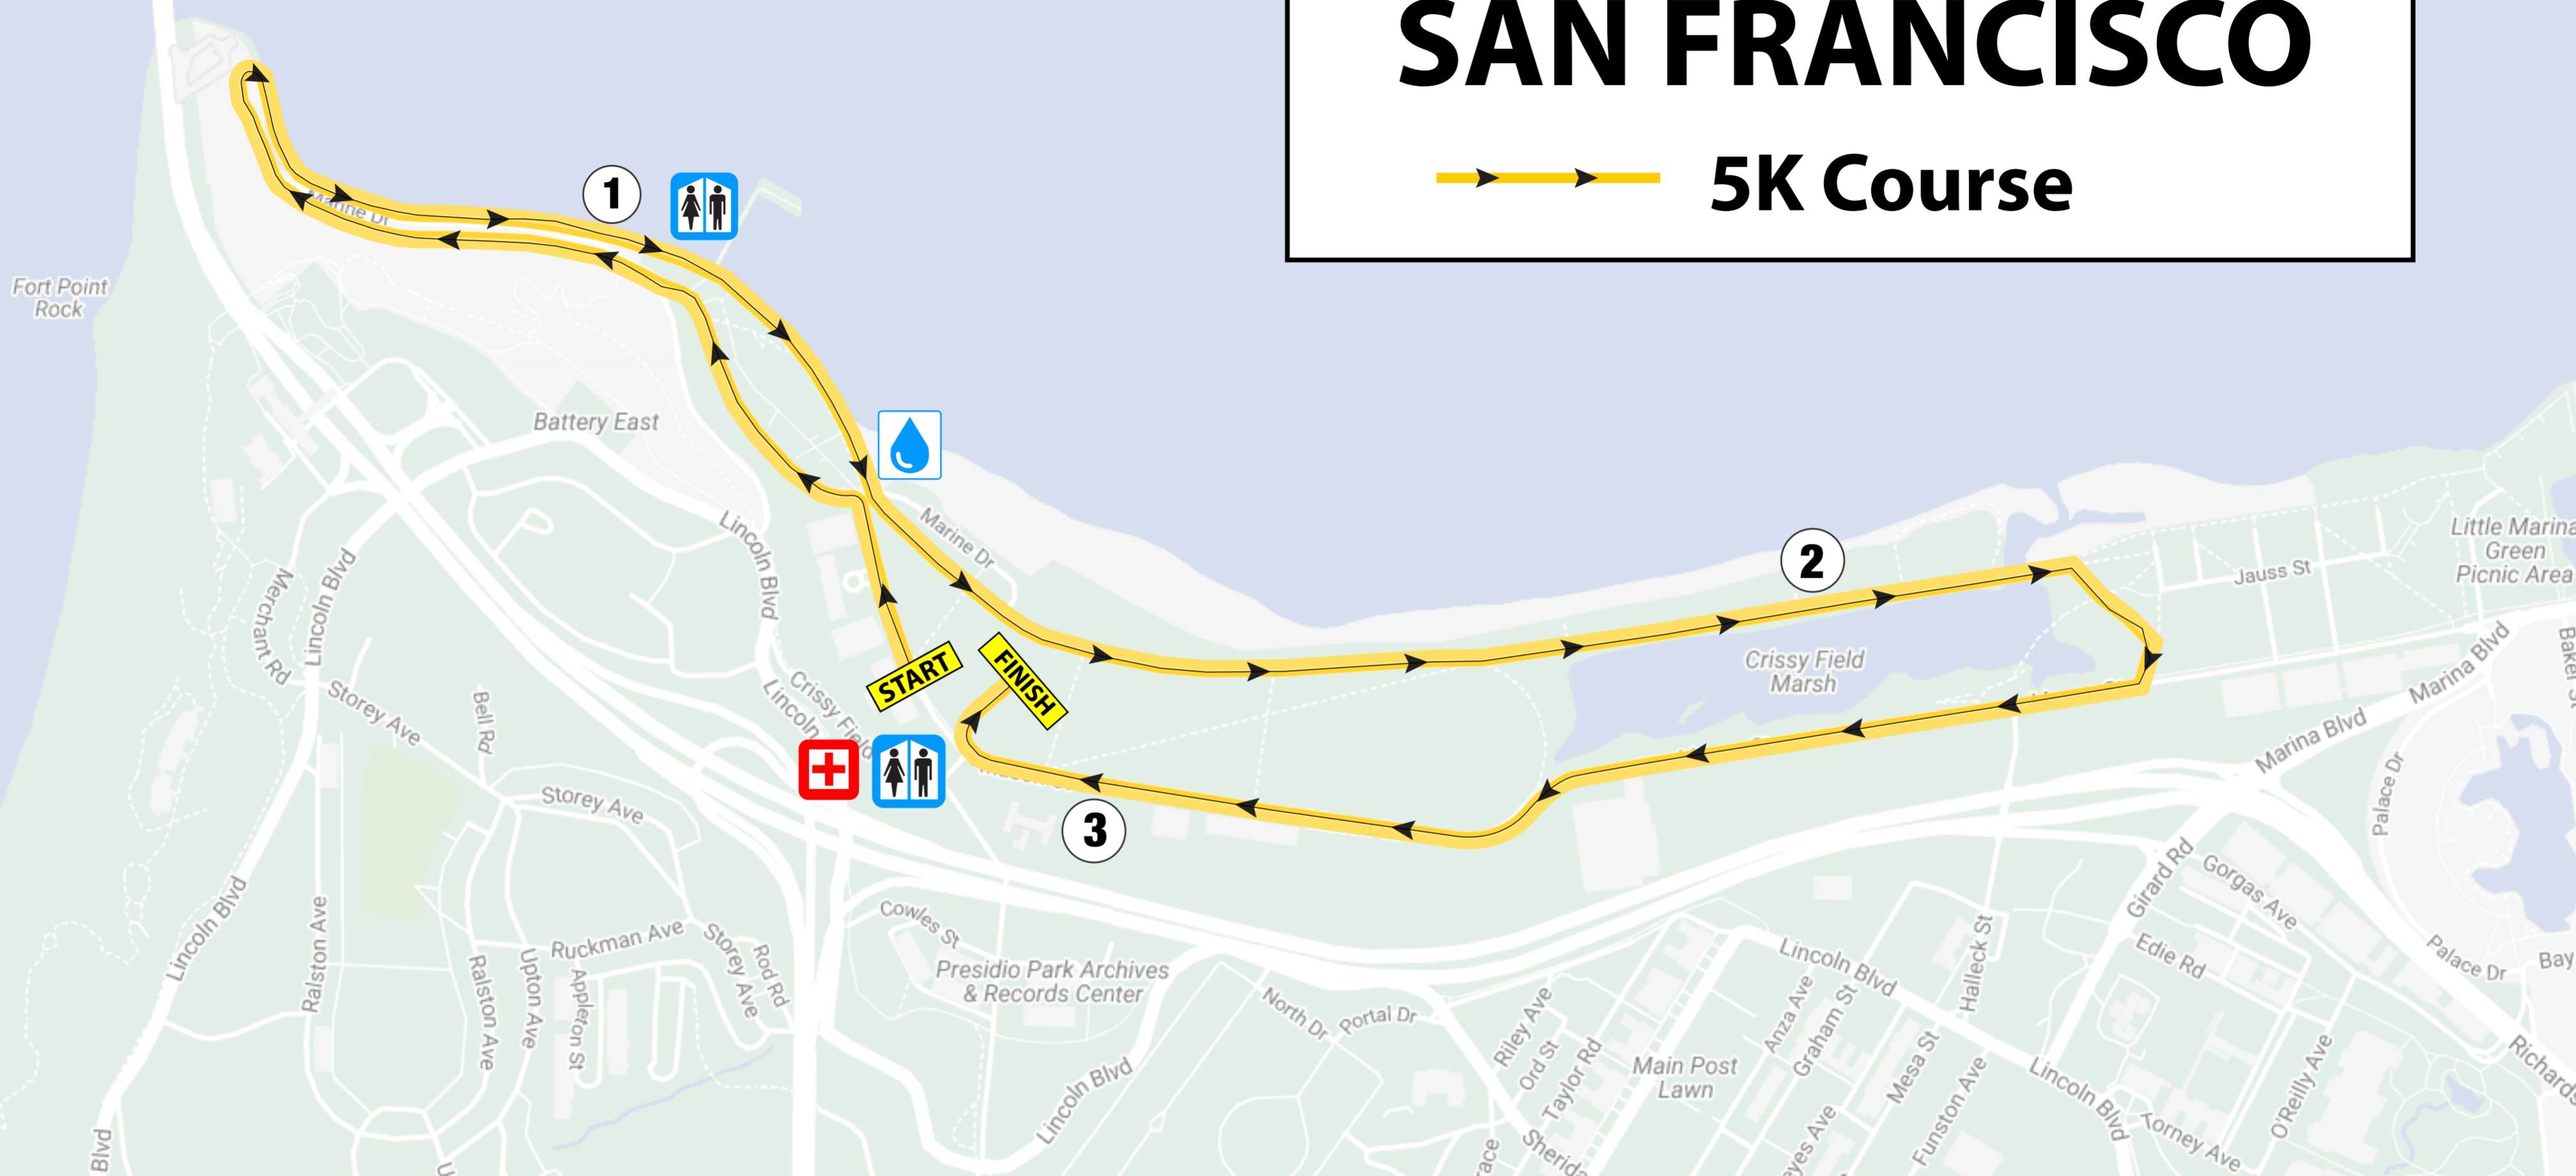 SAN FRANCISCO
5K Course
1
Marine Dr
Fort Point
Rock
Battery East
Marine Dr
2
Little Marina
Green
Picnic Area
Jauss St
Lincoln Blvd
Merchant Rd
Lincoln Blvd
START
FINISH
Crissy Field
Marsh
Marina Blvd
Storey Ave
Bell Rd
Crissy Field
Lincoln
Marina Blvd
Palace Dr
Storey Ave
3
Girard Rd
Gorgas Ave
Lincoln Blvd
Ralston Ave
Ruckman Ave
Storey Ave
Rod Rd
Cowles St
Presidio Park Archives
& Records Center
Lincoln Blvd
Halleck St
Edie Rd
Palace Dr
Bay
Ralston Ave
Upton Ave
Appleton St
North Dr
Portal Dr
Riley Ave
Ord St
Taylor Rd
Anza Ave
Graham St
Mesa St
Funston Ave
Main Post
Lawn
Lincoln Blvd
Lincoln Blvd
O'Reilly Ave
Torney Ave
Richards
Blvd
Sherida